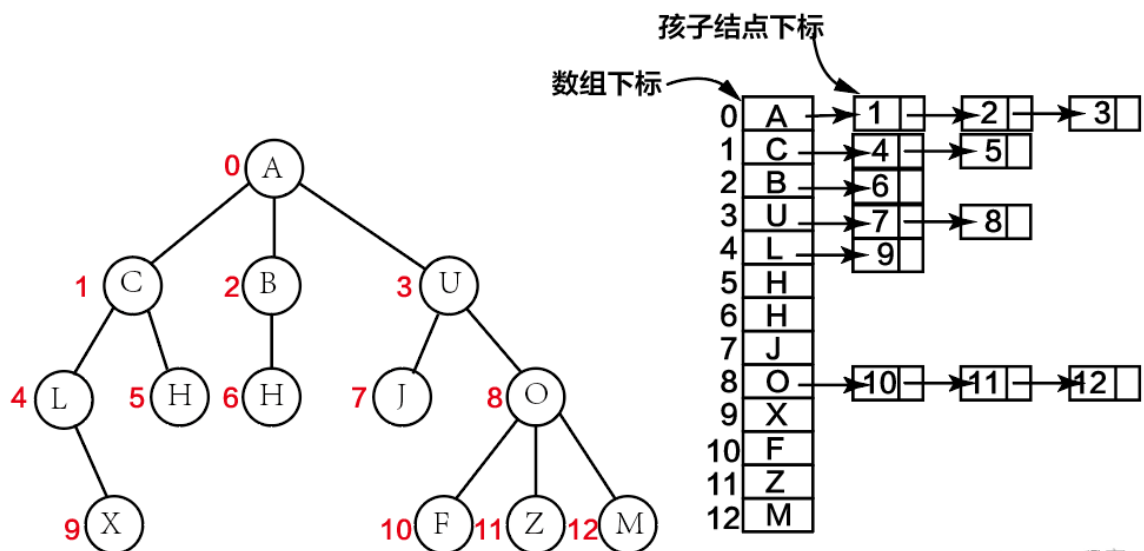 孩子结点下标
数组下标
0 A 1 2 3
1 C 4 5
2 B 6
3 U 7 8
4 L 9
5 H
6 H
7 J
8 O 10 11 12
9 X
10 F
11 Z
12 M
0 A
1 C 2 B 3 U
4 L 5 H 6 H 7 J 8 O
9 X 10 F 11 Z 12 M